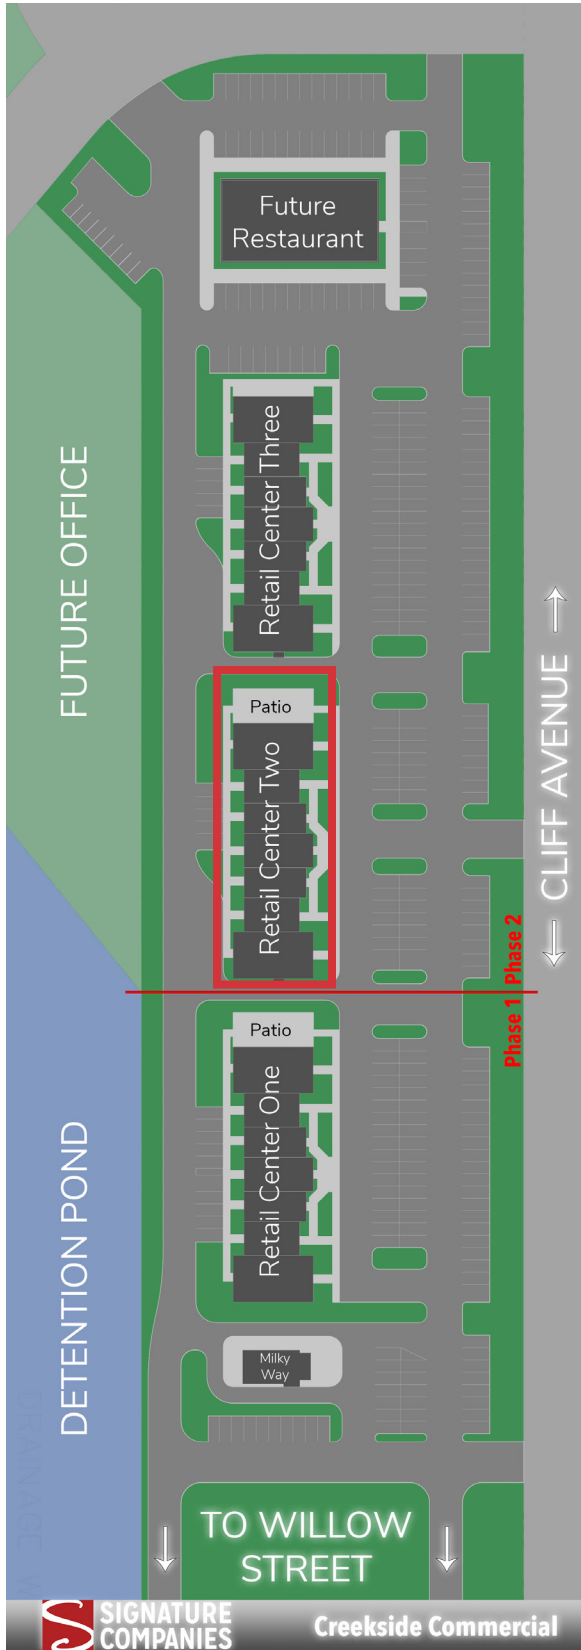 Future
Restaurant
Retail Center Three
FUTURE OFFICE
CLIFF AVENUE
Patio
Retail Center Two
Phase 2
Phase 1
Patio
Retail Center One
DETENTION POND
Milky
Way
DRAINAGE W
TO WILLOW
STREET
S
SIGNATURE
COMPANIES
Creekside Commercial